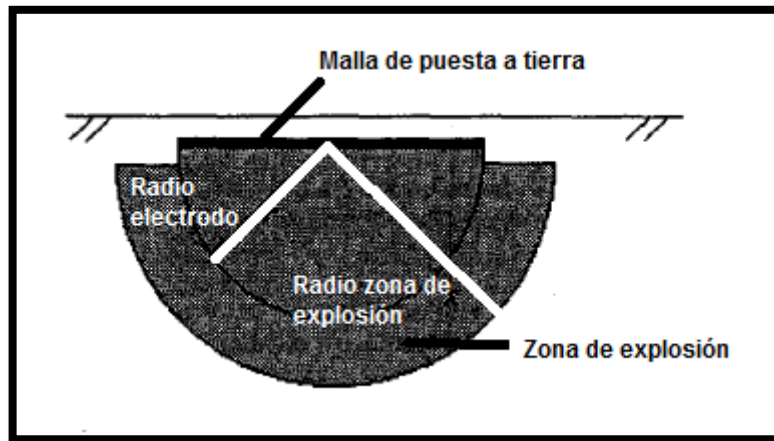 Malla de puesta a tierra
Radio
electrodo
Radio zona de
explosión
Zona de explosión